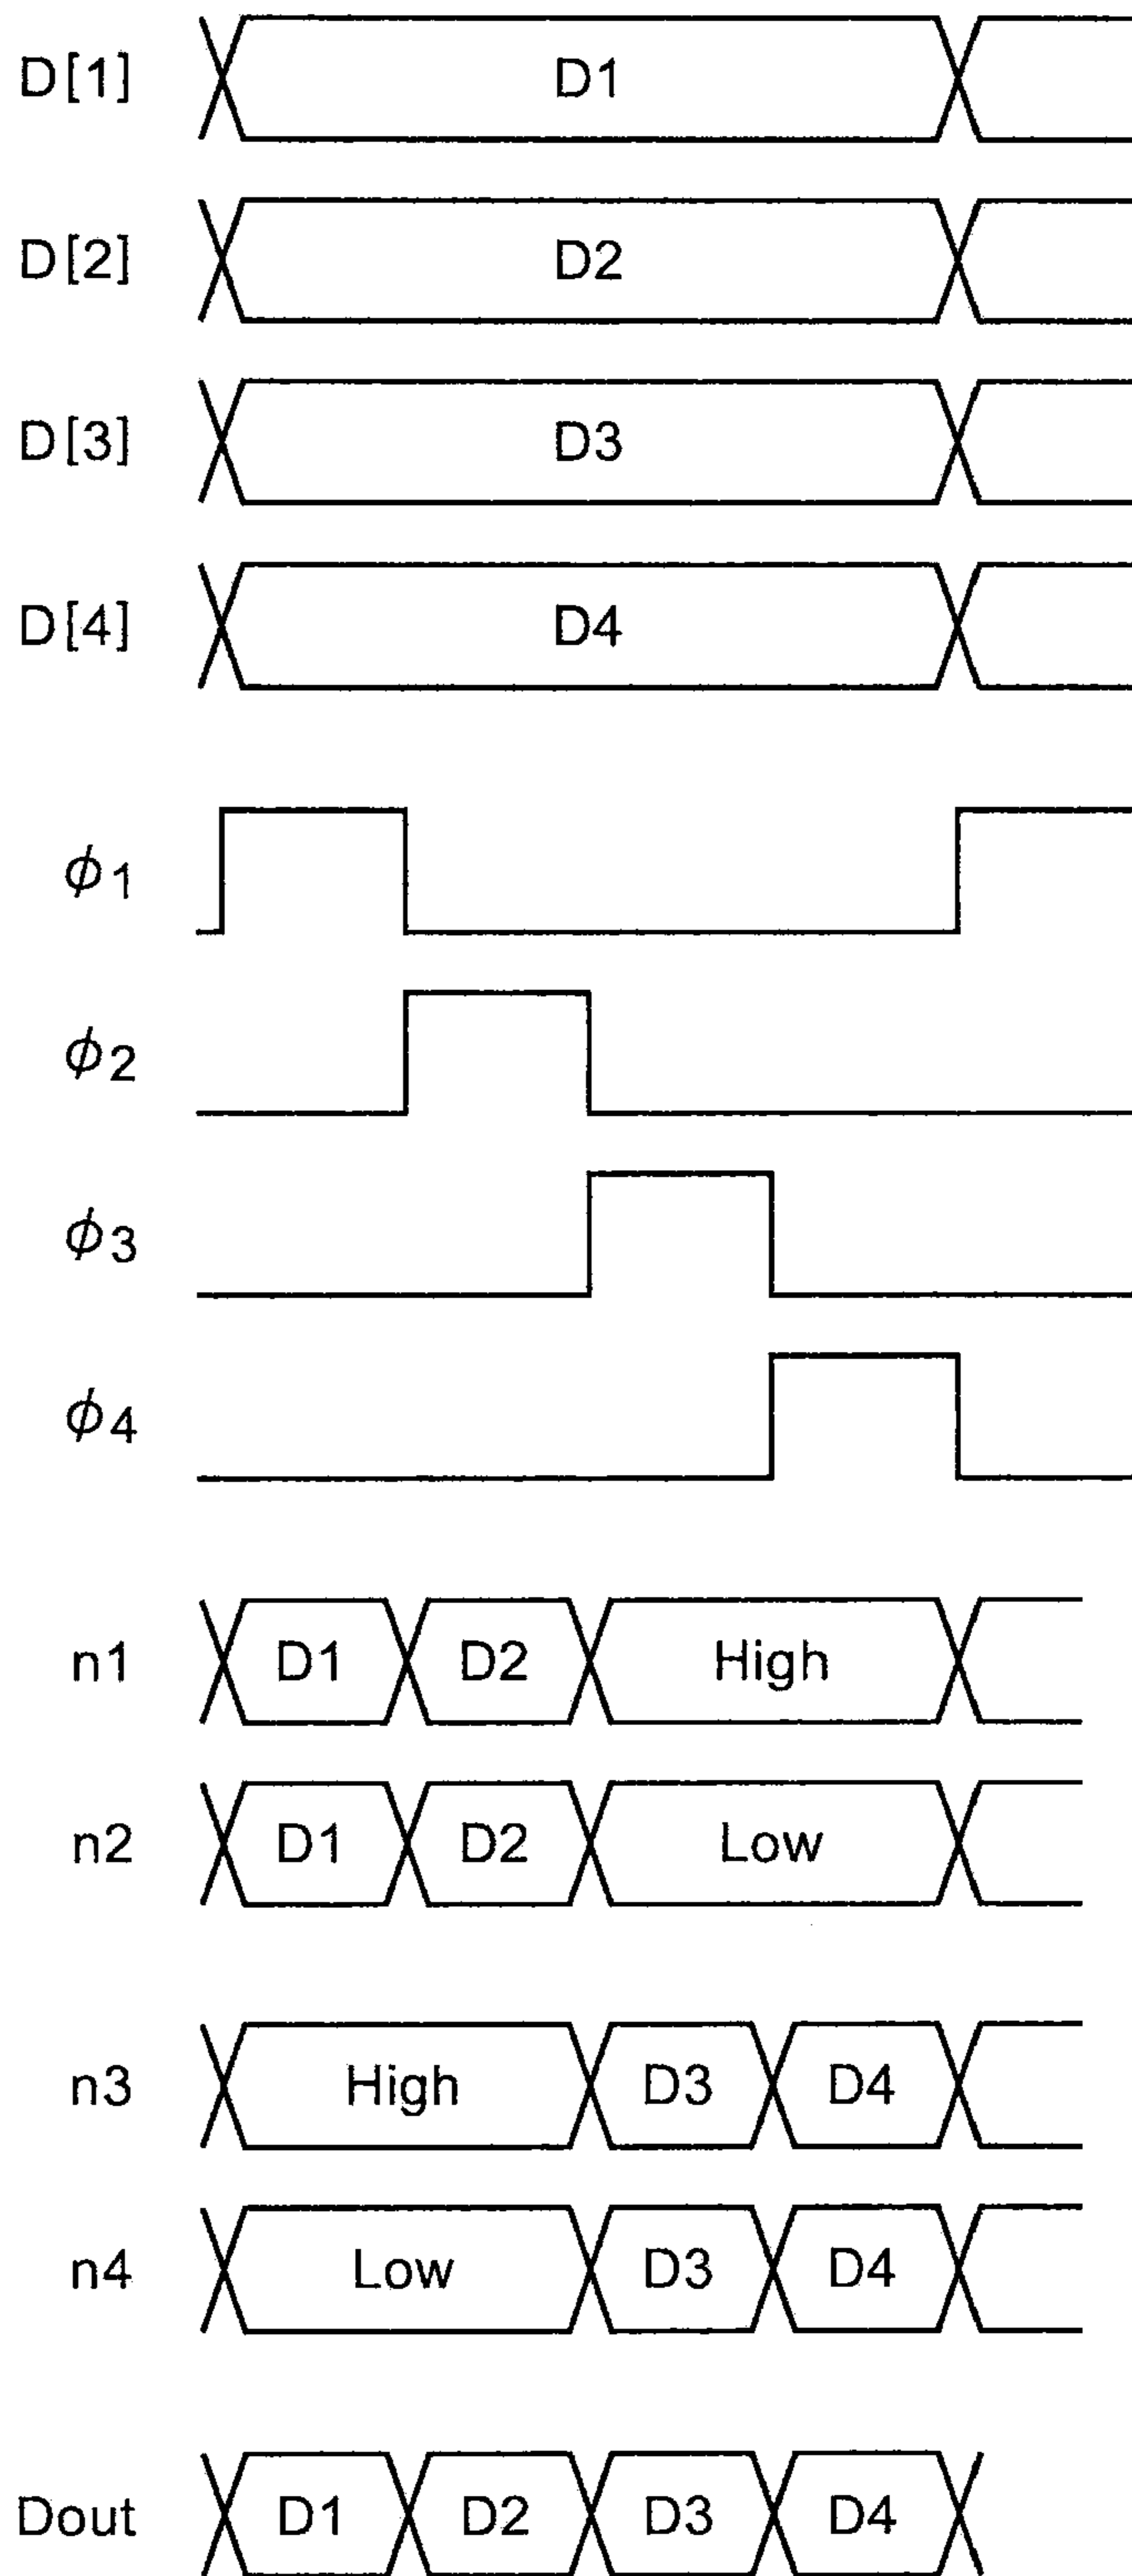 D[1] D1
D[2] D2
D[3] D3
D[4] D4
ϕ1
ϕ2
ϕ3
ϕ4
n1 D1 D2 High
n2 D1 D2 Low
n3 High D3 D4
n4 Low D3 D4
Dout D1 D2 D3 D4